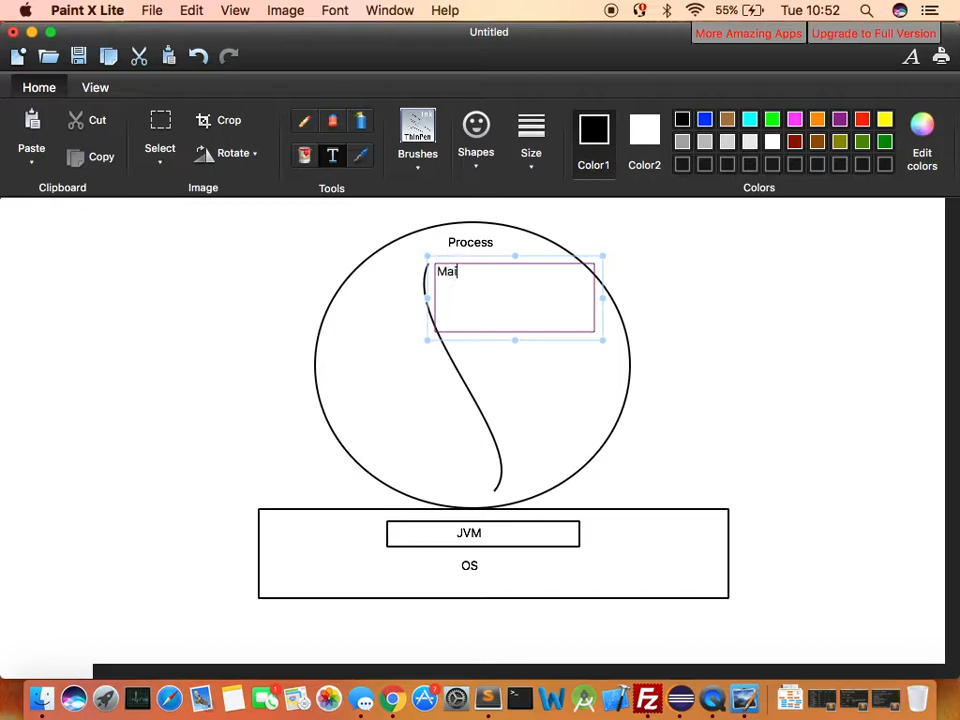 Paint X Lite File Edit View Image Font Window Help 55% Tue 10:52
Untitled
More Amazing Apps Upgrade to Full Version
Home View
Paste Cut Copy Select Crop Rotate T Brushes Shapes Size Color1 Color2 Edit colors
ThinPen
Clipboard Image Tools Colors
Process
Mai
JVM
OS